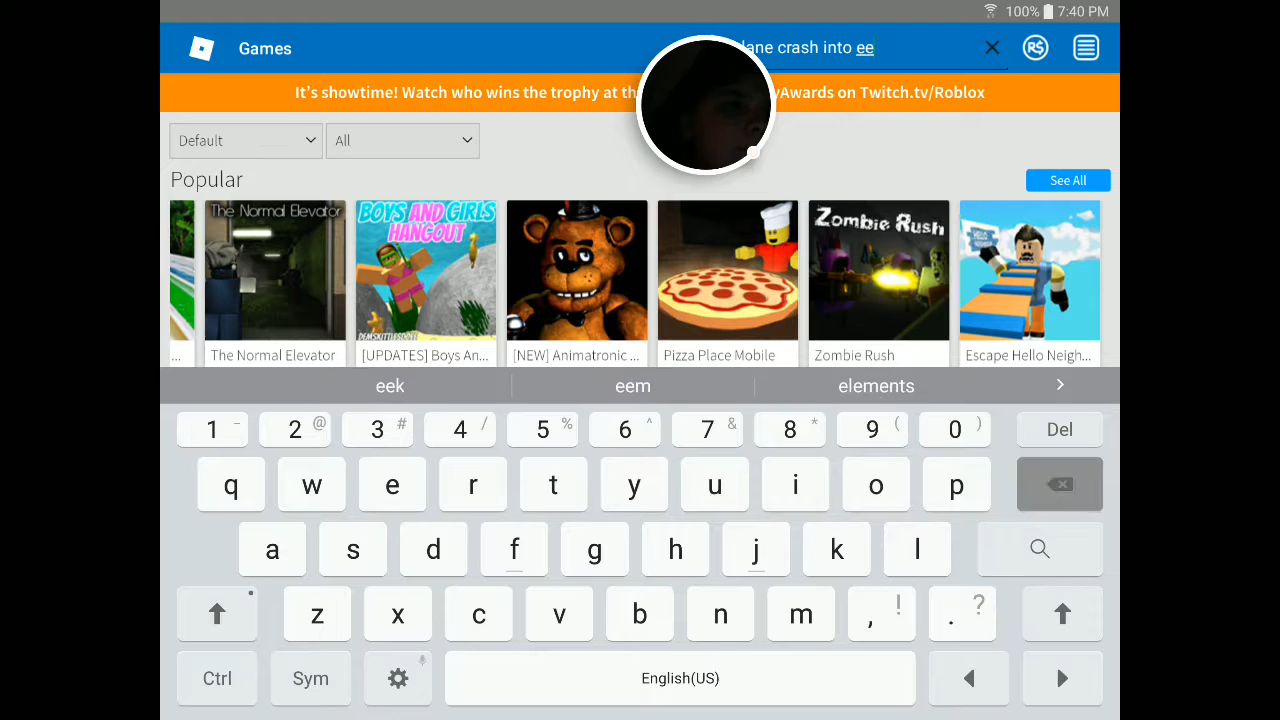 100% 7:40 PM
Games
lane crash into ee
R$
It's showtime! Watch who wins the trophy at th
yAwards on Twitch.tv/Roblox
Default
All
Popular
See All
The Normal Elevator
BOYS AND GIRLS
HANGOUT
Zombie Rush
HELLO
...
The Normal Elevator
[UPDATES] Boys An...
[NEW] Animatronic ...
Pizza Place Mobile
Zombie Rush
Escape Hello Neigh...
eek eem elements
1 - 2 @ 3 # 4 / 5 % 6 ^ 7 & 8 * 9 ( 0 ) Del
q w e r t y u i o p
a s d f g h j k l
z x c v b n m , ! . ?
Ctrl Sym English(US)